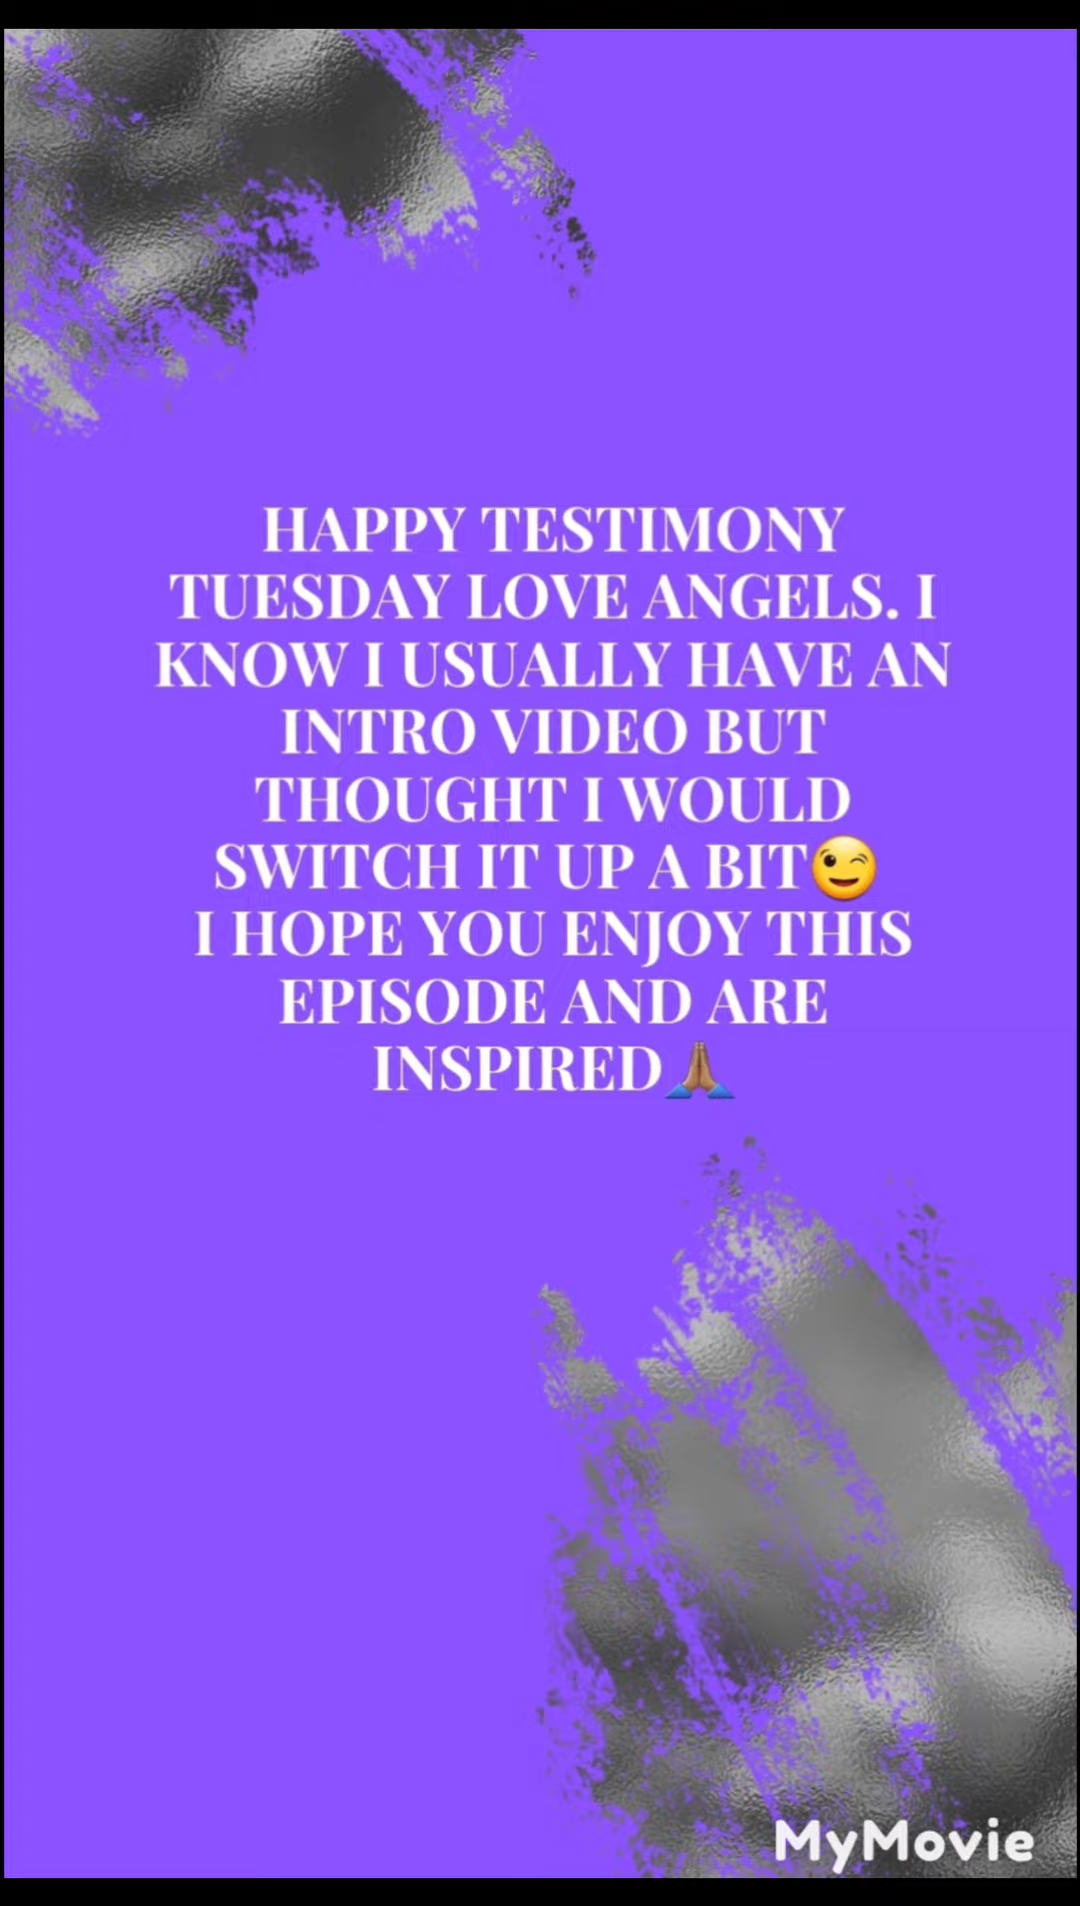 HAPPY TESTIMONY
TUESDAY LOVE ANGELS. I
KNOW I USUALLY HAVE AN
INTRO VIDEO BUT
THOUGHT I WOULD
SWITCH IT UP A BIT😉
I HOPE YOU ENJOY THIS
EPISODE AND ARE
INSPIRED🙏🏾
MyMovie